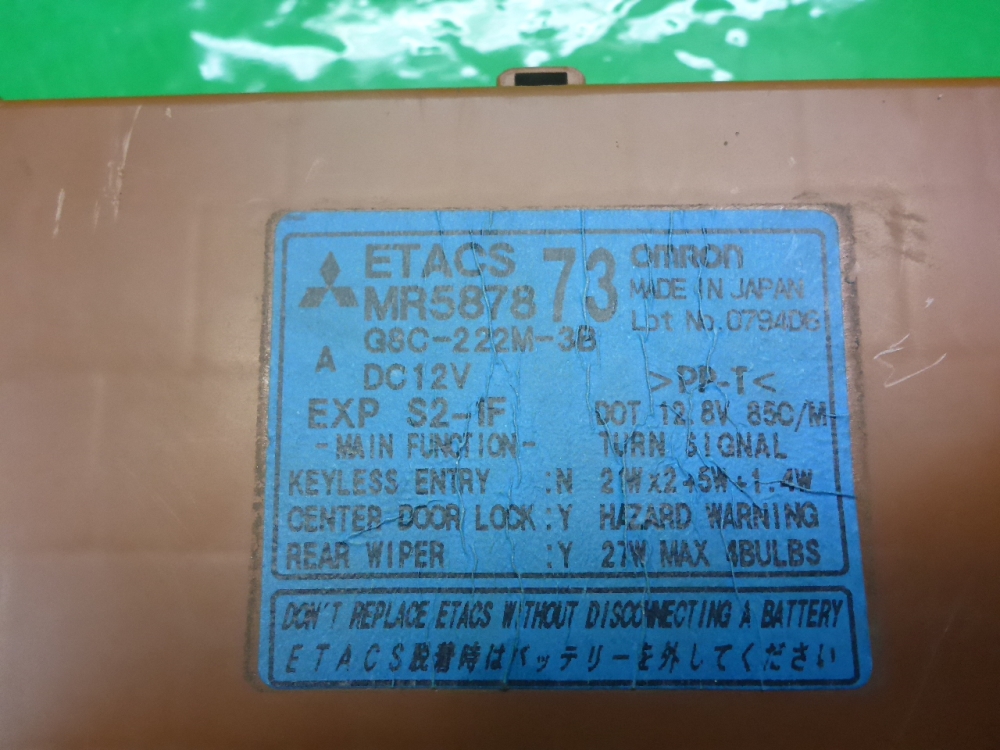 ETACS
MR587873
OMRON
MADE IN JAPAN
Lot No.0794DG
G8C-222M-3B
A
DC12V
>PP-T<
EXP S2-1F
DOT 12.8V 85C/M
-MAIN FUNCTION-
TURN SIGNAL
KEYLESS ENTRY :N
21W x2+5W+1.4W
CENTER DOOR LOCK:Y
HAZARD WARNING
REAR WIPER :Y
27W MAX 4BULBS
DON'T REPLACE ETACS WITHOUT DISCONNECTING A BATTERY
ETACS脱着時はバッテリーを外してください